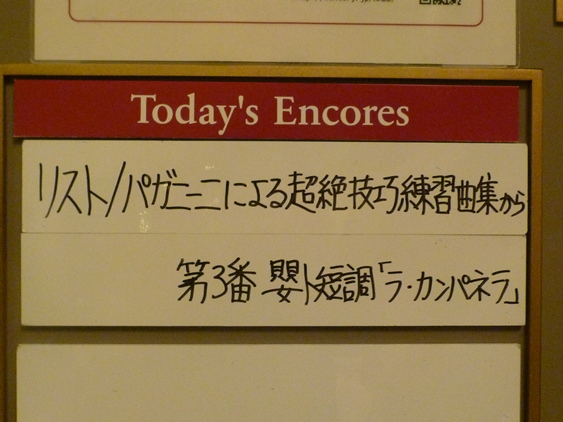 Today's Encores
リスト/パガニーニによる超絶技巧練習曲集から
第3番 嬰ト短調「ラ・カンパネラ」